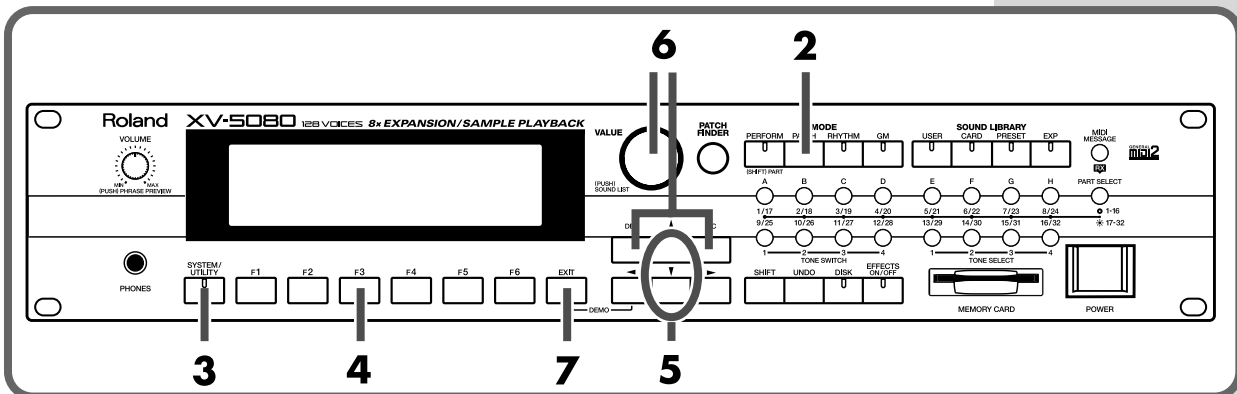 6 2
Roland XV-5080 128 VOICES 8x EXPANSION/SAMPLE PLAYBACK
VOLUME
MIN MAX
(PUSH) PHRASE PREVIEW
VALUE
(PUSH)
SOUND LIST
PATCH
FINDER
MODE
PERFORM RHYTHM GM
(SHIFT) PART
SOUND LIBRARY
USER CARD PRESET EXP
MIDI
MESSAGE
RX
GENERAL
MIDI2
A B C D E F G H PART SELECT
1/17 2/18 3/19 4/20 5/21 6/22 7/23 8/24 1-16
9/25 10/26 11/27 12/28 13/29 14/30 15/31 16/32 17-32
1 2 3 4 1 2 3 4
TONE SWITCH TONE SELECT
PHONES
SYSTEM/
UTILITY F1 F2 F3 F4 F5 F6 EXIT
DEMO
SHIFT UNDO DISK EFFECTS
ON/OFF
MEMORY CARD
POWER
3 4 7 5